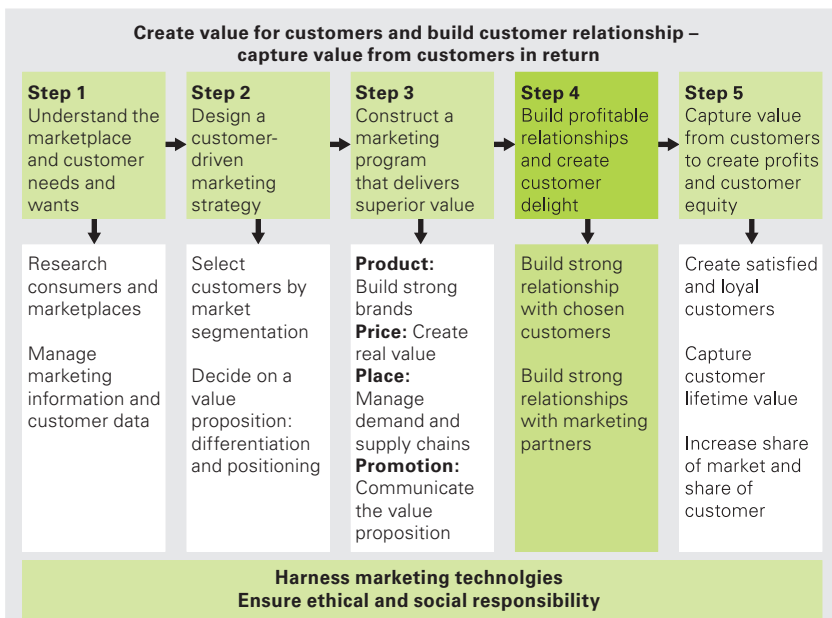 Create value for customers and build customer relationship –
capture value from customers in return
Step 1
Understand the
marketplace
and customer
needs and
wants
Step 2
Design a
customer-
driven
marketing
strategy
Step 3
Construct a
marketing
program
that delivers
superior value
Step 4
Build profitable
relationships
and create
customer
delight
Step 5
Capture value
from customers
to create profits
and customer
equity
Research
consumers and
marketplaces
Manage
marketing
information and
customer data
Select
customers by
market
segmentation
Decide on a
value
proposition:
differentiation
and positioning
Product:
Build strong
brands
Price: Create
real value
Place:
Manage
demand and
supply chains
Promotion:
Communicate
the value
proposition
Build strong
relationship
with chosen
customers
Build strong
relationships
with marketing
partners
Create satisfied
and loyal
customers
Capture
customer
lifetime value
Increase share
of market and
share of
customer
Harness marketing technolgies
Ensure ethical and social responsibility